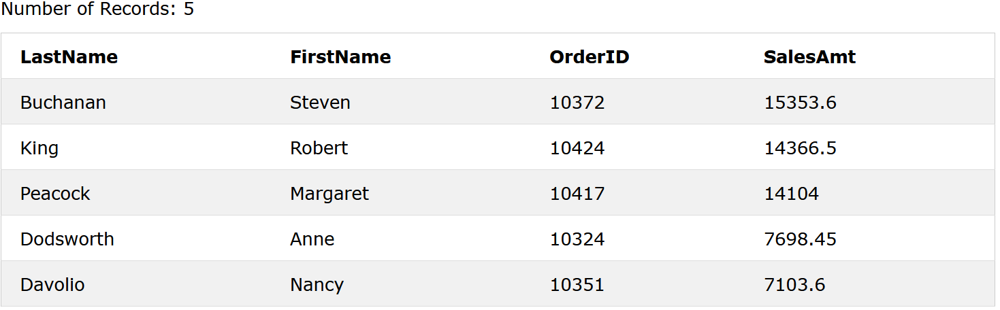 Number of Records: 5
LastName FirstName OrderID SalesAmt
Buchanan Steven 10372 15353.6
King Robert 10424 14366.5
Peacock Margaret 10417 14104
Dodsworth Anne 10324 7698.45
Davolio Nancy 10351 7103.6